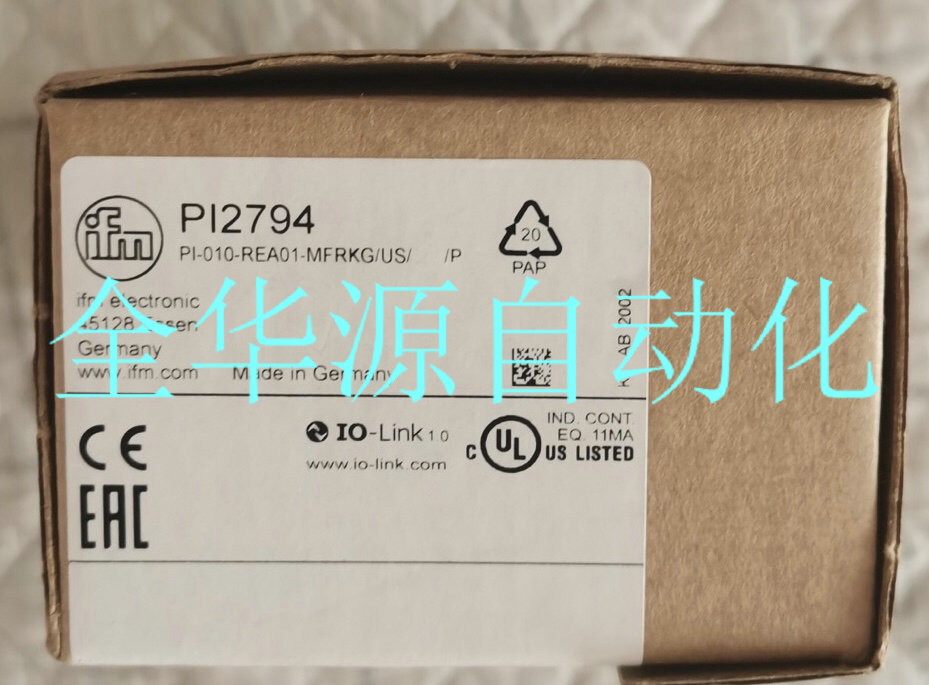 ifm
PI2794
PI-010-REA01-MFRKG/US/ /P
20
PAP
ifm electronic
45128 Essen
Germany
www.ifm.com Made in Germany
AB 2002
全华源自动化
CE
EAC
IO-Link 1.0
www.io-link.com
C UL US LISTED
IND. CONT.
EQ. 11MA